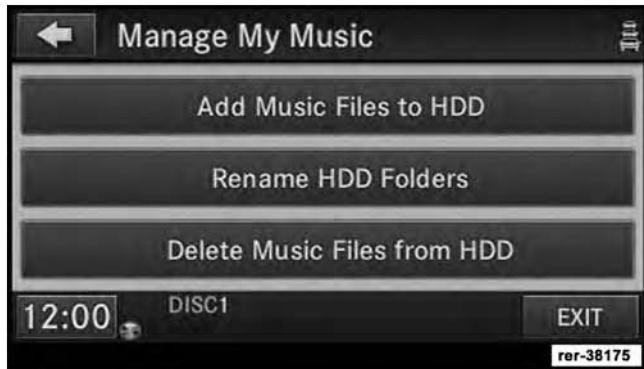 Manage My Music
Add Music Files to HDD
Rename HDD Folders
Delete Music Files from HDD
12:00
DISC1
EXIT
rer-38175